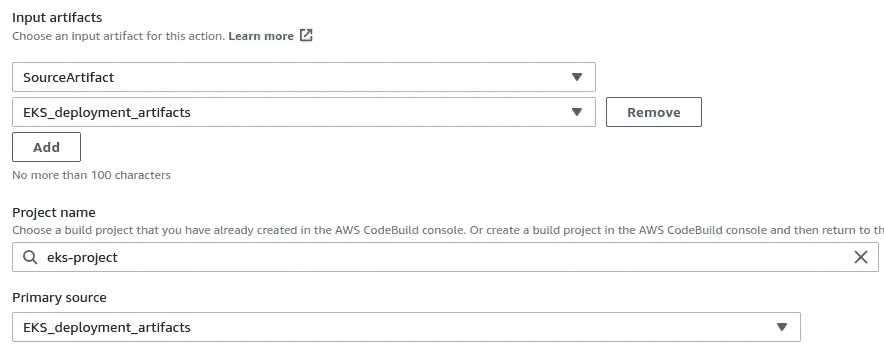 Input artifacts
Choose an input artifact for this action. Learn more
SourceArtifact
EKS_deployment_artifacts
Remove
Add
No more than 100 characters
Project name
Choose a build project that you have already created in the AWS CodeBuild console. Or create a build project in the AWS CodeBuild console and then return to th
eks-project
Primary source
EKS_deployment_artifacts